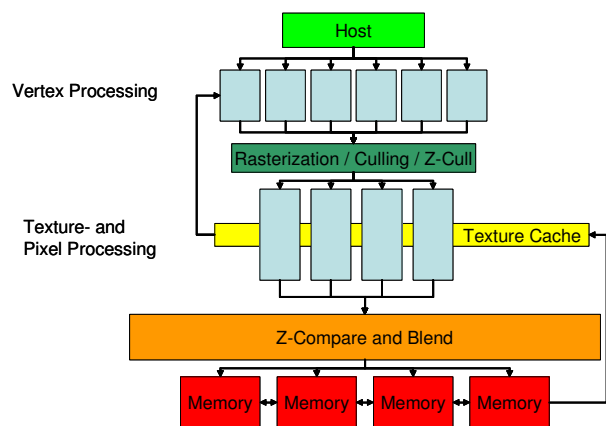 Host
Vertex Processing
Rasterization / Culling / Z-Cull
Texture- and
Pixel Processing
Texture Cache
Z-Compare and Blend
Memory
Memory
Memory
Memory